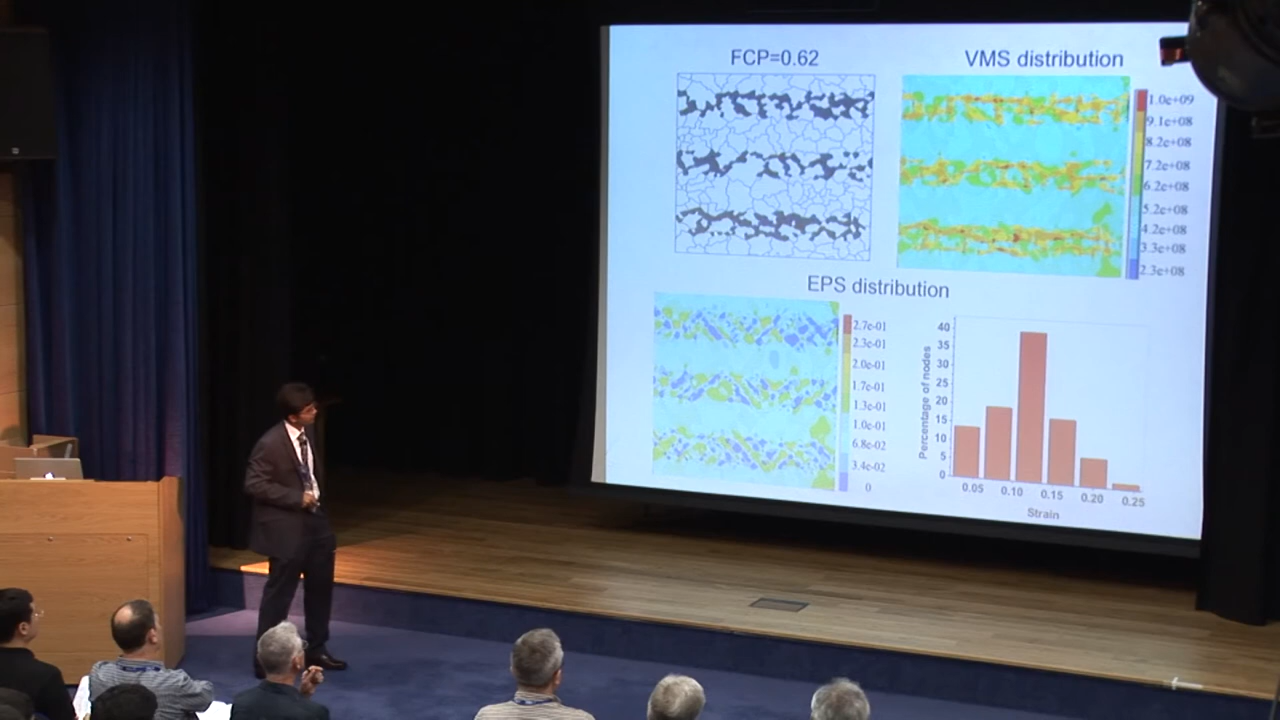 FCP=0.62
VMS distribution
1.0e+09
9.1e+08
8.2e+08
7.2e+08
6.2e+08
5.2e+08
4.2e+08
3.3e+08
2.3e+08
EPS distribution
2.7e-01
2.3e-01
2.0e-01
1.7e-01
1.3e-01
1.0e-01
6.8e-02
3.4e-02
0
Percentage of nodes
40
35
30
25
20
15
10
5
0
0.05 0.10 0.15 0.20 0.25
Strain